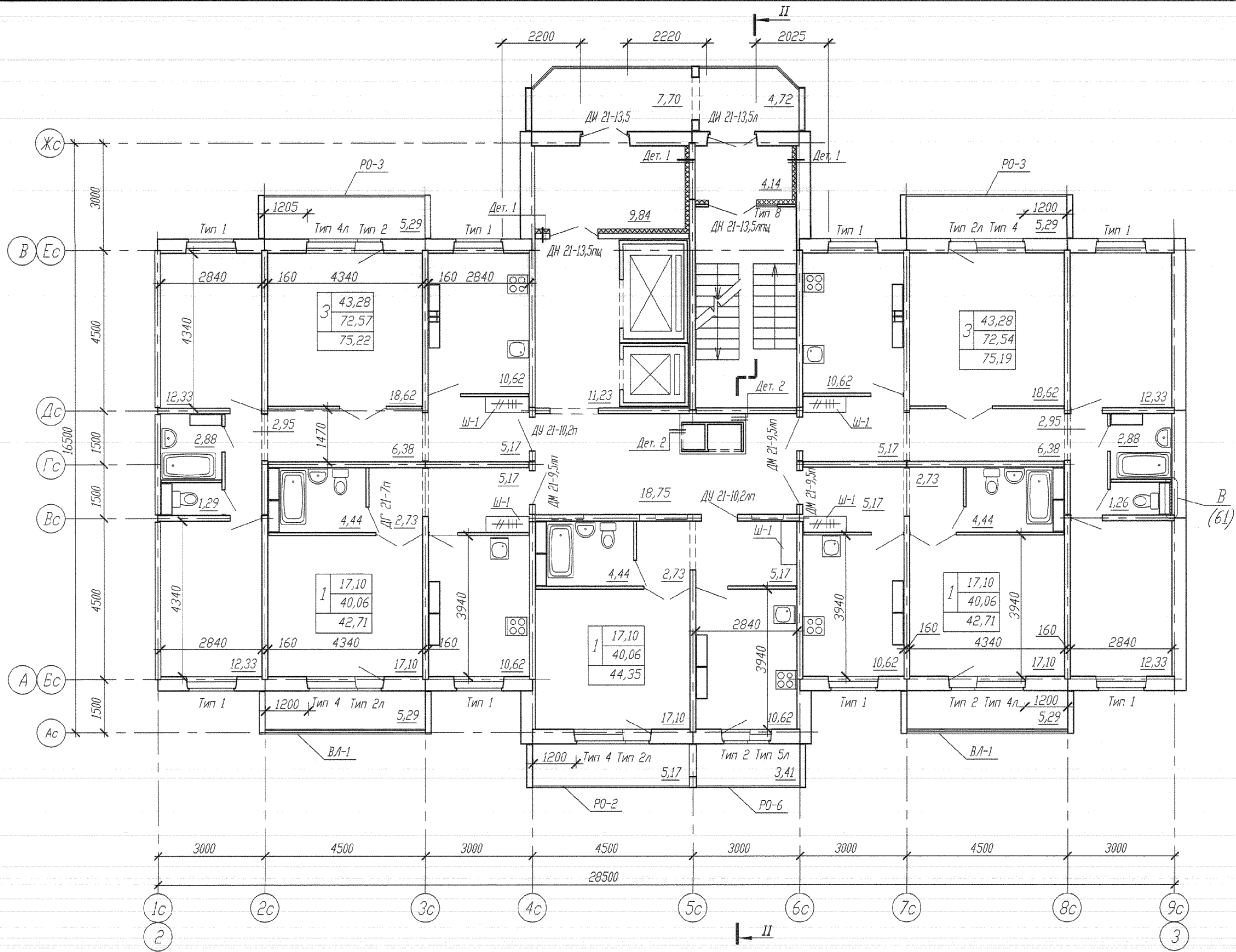 II
2200 2220 2025
7,70 4,72
ДИ 21-13,5 ДИ 21-13,5л
Жс
Дет. 1 Дет. 1
РО-3 РО-3
3000
4,14
1205 1200
Дет. 1
9,84 Тип 8
5,29 5,29
Тип 1 Тип 4л Тип 2 Тип 1 ДН 21-13,5пц ДН 21-13,5лпц Тип 1 Тип 2л Тип 4 Тип 1
В Ес
2840 160 4340 160 2840
3 43,28
72,57
75,22
3 43,28
72,54
75,19
4500 4340
12,33 18,62 10,62 11,23 10,62 18,62 12,33
Дет. 2
Дс
Ш-1 Ш-1
2,95 2,95
16500
1500 1470
2,88 6,38 5,17 ДУ 21-10,2п Дет. 2 ДМ 21-9,5лп 5,17 6,38 2,88
Гс
5,17 2,73
1500
ДГ 21-7п ДМ 21-9,5лп ДМ 21-9,5п
1,29 18,75 ДУ 21-10,2лп 1,26
Ш-1 Ш-1 5,17
В
(61)
Вс
4,44 2,73 Ш-1 4,44
4,44 2,73 5,17
4500 4340 3940 3940 3940 3940
1 17,10
40,06
42,71
1 17,10
40,06
44,35
1 17,10
40,06
42,71
2840 160 4340 160 2840 160 4340 160 2840
12,33 17,10 10,62 10,62 17,10 12,33
А Бс
Тип 1 1200 Тип 4 Тип 2л Тип 1 Тип 1 Тип 2 Тип 4л 1200 Тип 1
5,29 17,10 10,62 5,29
1500
Ас
ВЛ-1 ВЛ-1
1200 Тип 4 Тип 2л Тип 2 Тип 5л
5,17 3,41
РО-2 РО-6
3000 4500 3000 4500 3000 3000 4500 3000
28500
1с 2с 3с 4с 5с 6с 7с 8с 9с
2 3
II